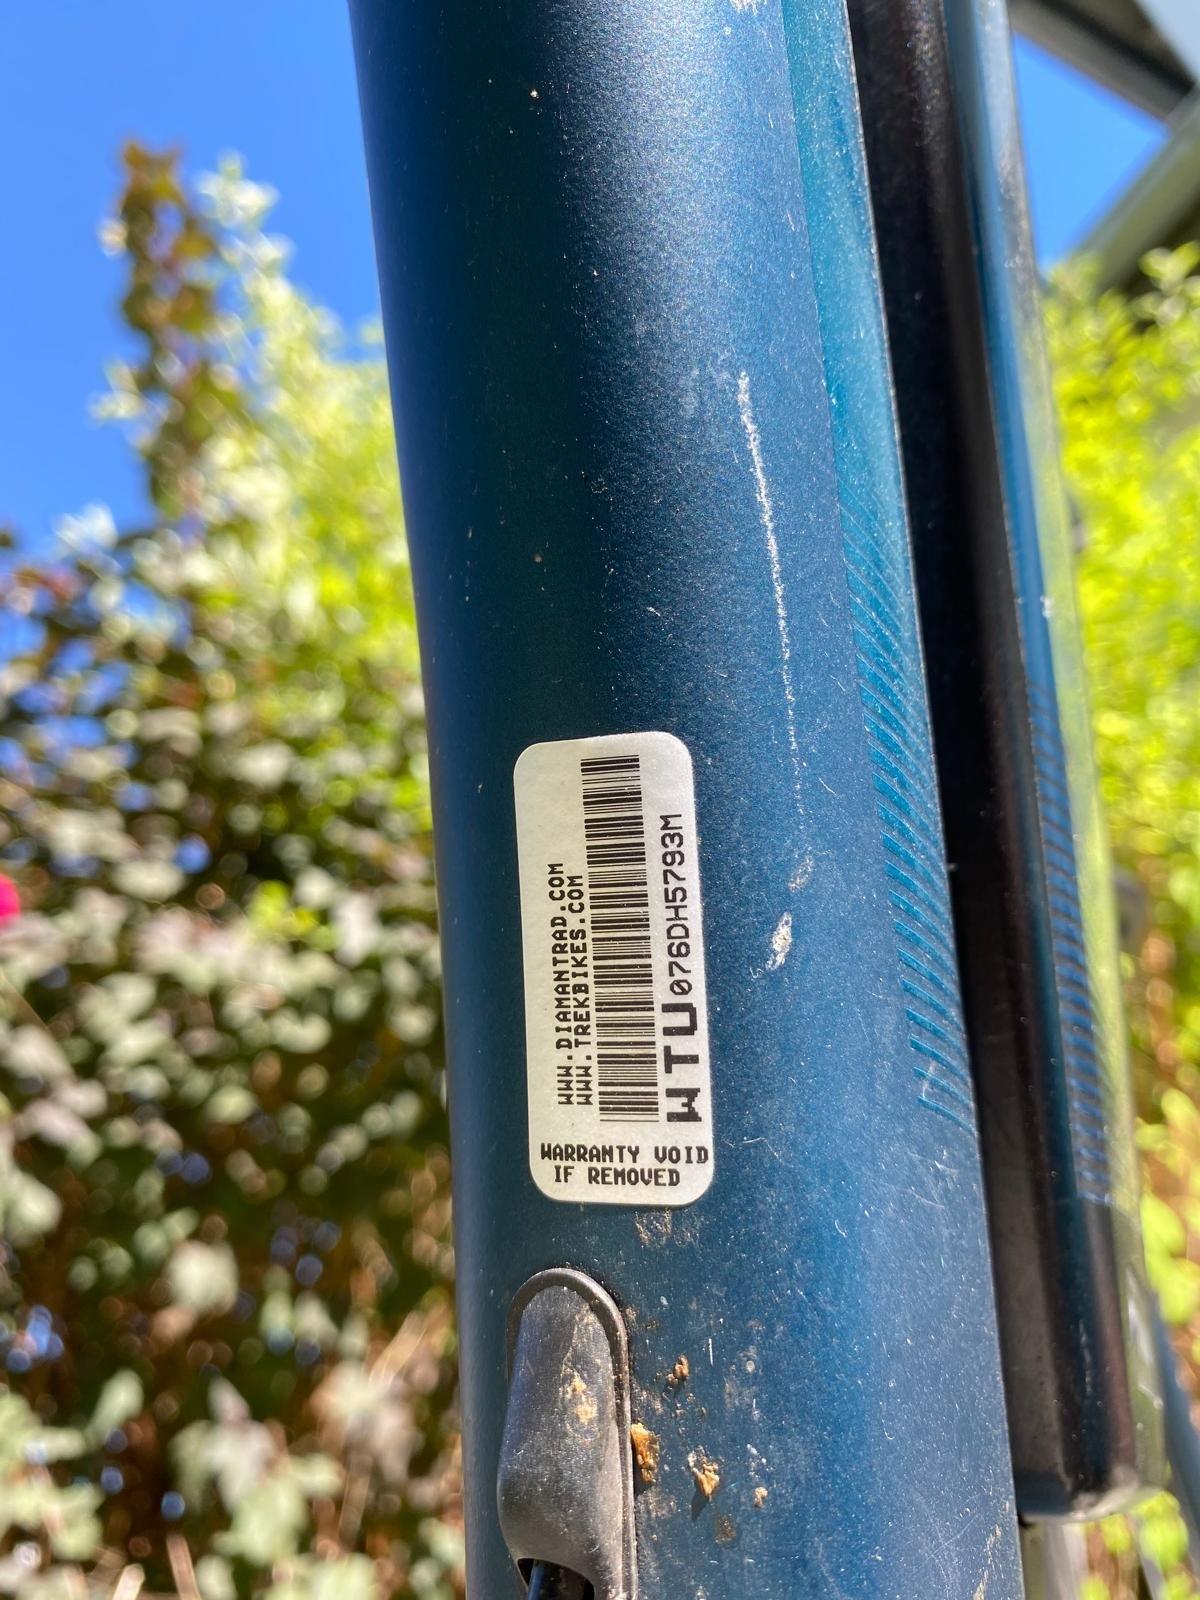 WWW.DIAMANTRAD.COM
WWW.TREKBIKES.COM
WTU076DH5793M
WARRANTY VOID
IF REMOVED